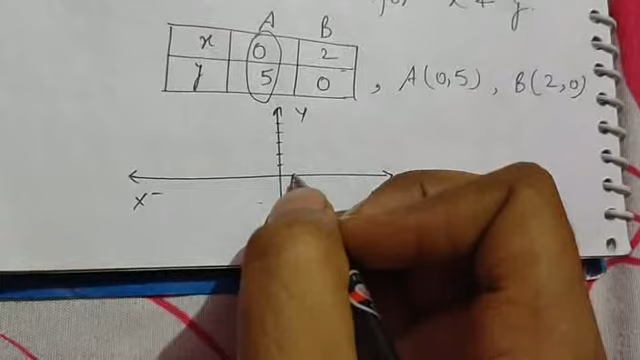 x + y
A B
x 0 2
y 5 0 , A(0,5) , B(2,0)
Y
X-